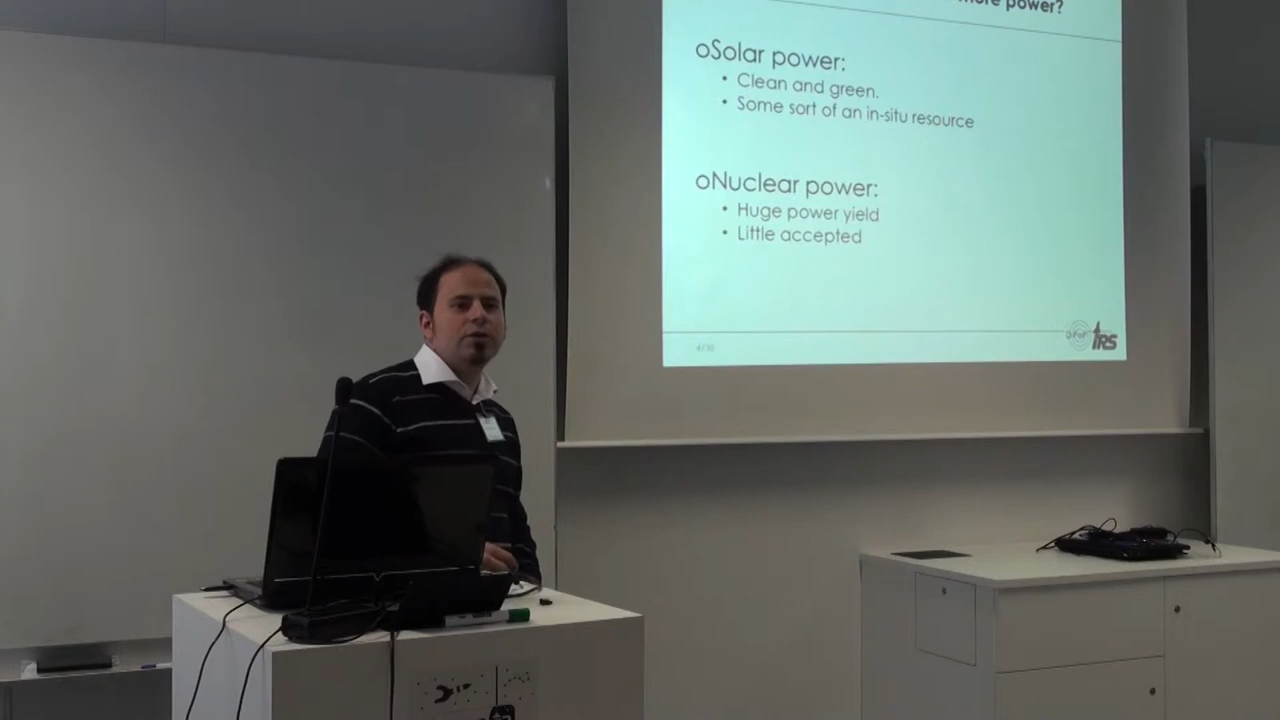 more power?
oSolar power:
• Clean and green.
• Some sort of an in-situ resource
oNuclear power:
• Huge power yield
• Little accepted
IRS